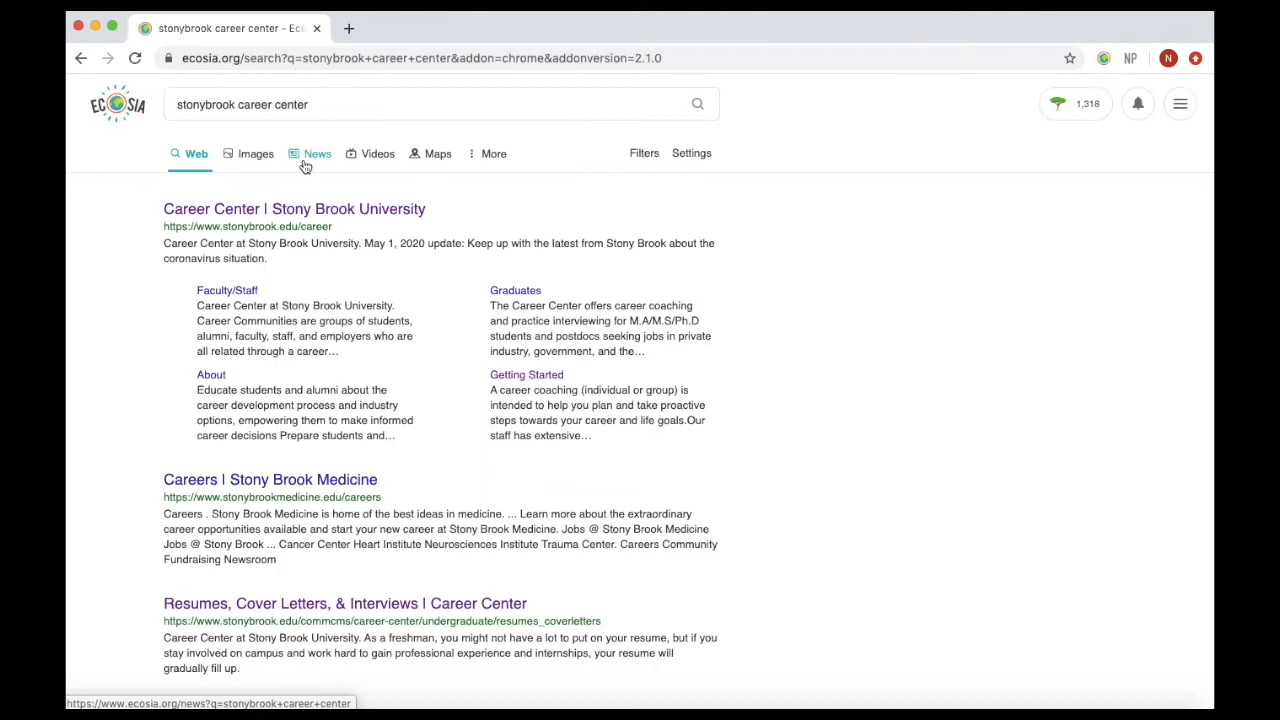 stonybrook career center - Ecc
ecosia.org/search?q=stonybrook+career+center&addon=chrome&addonversion=2.1.0
NP
N
ECOSIA
stonybrook career center
1,318
Web Images News Videos Maps More Filters Settings
Career Center | Stony Brook University
https://www.stonybrook.edu/career
Career Center at Stony Brook University. May 1, 2020 update: Keep up with the latest from Stony Brook about the
coronavirus situation.
Faculty/Staff
Career Center at Stony Brook University.
Career Communities are groups of students,
alumni, faculty, staff, and employers who are
all related through a career...
Graduates
The Career Center offers career coaching
and practice interviewing for M.A/M.S/Ph.D
students and postdocs seeking jobs in private
industry, government, and the...
About
Educate students and alumni about the
career development process and industry
options, empowering them to make informed
career decisions Prepare students and...
Getting Started
A career coaching (individual or group) is
intended to help you plan and take proactive
steps towards your career and life goals.Our
staff has extensive...
Careers | Stony Brook Medicine
https://www.stonybrookmedicine.edu/careers
Careers . Stony Brook Medicine is home of the best ideas in medicine. ... Learn more about the extraordinary
career opportunities available and start your new career at Stony Brook Medicine. Jobs @ Stony Brook Medicine
Jobs @ Stony Brook ... Cancer Center Heart Institute Neurosciences Institute Trauma Center. Careers Community
Fundraising Newsroom
Resumes, Cover Letters, & Interviews | Career Center
https://www.stonybrook.edu/commcms/career-center/undergraduate/resumes_coverletters
Career Center at Stony Brook University. As a freshman, you might not have a lot to put on your resume, but if you
stay involved on campus and work hard to gain professional experience and internships, your resume will
gradually fill up.
https://www.ecosia.org/news?q=stonybrook+career+center